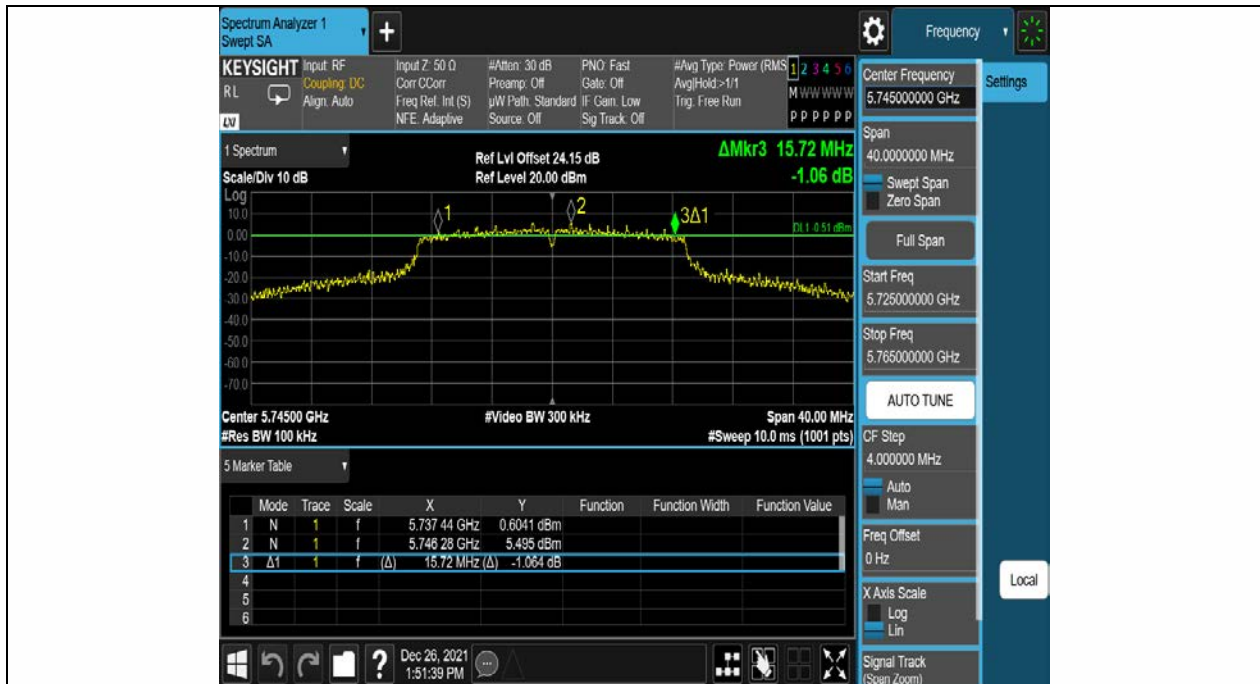 Spectrum Analyzer 1
Swept SA
+
Frequency
KEYSIGHT
RL
LXI
Input: RF
Coupling: DC
Align: Auto
Input Z: 50 Ω
Corr CCorr
Freq Ref: Int (S)
NFE: Adaptive
#Atten: 30 dB
Preamp: Off
µW Path: Standard
Source: Off
PNO: Fast
Gate: Off
IF Gain: Low
Sig Track: Off
#Avg Type: Power (RMS
Avg|Hold:>1/1
Trig: Free Run
1 2 3 4 5 6
M W W W W W
P P P P P P
1 Spectrum
Scale/Div 10 dB
Ref Lvl Offset 24.15 dB
Ref Level 20.00 dBm
ΔMkr3 15.72 MHz
-1.06 dB
Log
10.0
0.00
-10.0
-20.0
-30.0
-40.0
-50.0
-60.0
-70.0
1
2
3Δ1
DL1 -0.51 dBm
Center 5.74500 GHz
#Video BW 300 kHz
Span 40.00 MHz
#Res BW 100 kHz
#Sweep 10.0 ms (1001 pts)
5 Marker Table
Mode Trace Scale X Y Function Function Width Function Value
1 N 1 f 5.737 44 GHz 0.6041 dBm
2 N 1 f 5.746 28 GHz 5.495 dBm
3 Δ1 1 f (Δ) 15.72 MHz (Δ) -1.064 dB
4
5
6
?
Dec 26, 2021
1:51:39 PM
Center Frequency
5.745000000 GHz
Settings
Span
40.0000000 MHz
Swept Span
Zero Span
Full Span
Start Freq
5.725000000 GHz
Stop Freq
5.765000000 GHz
AUTO TUNE
CF Step
4.000000 MHz
Auto
Man
Freq Offset
0 Hz
X Axis Scale
Log
Lin
Local
Signal Track
(Span Zoom)